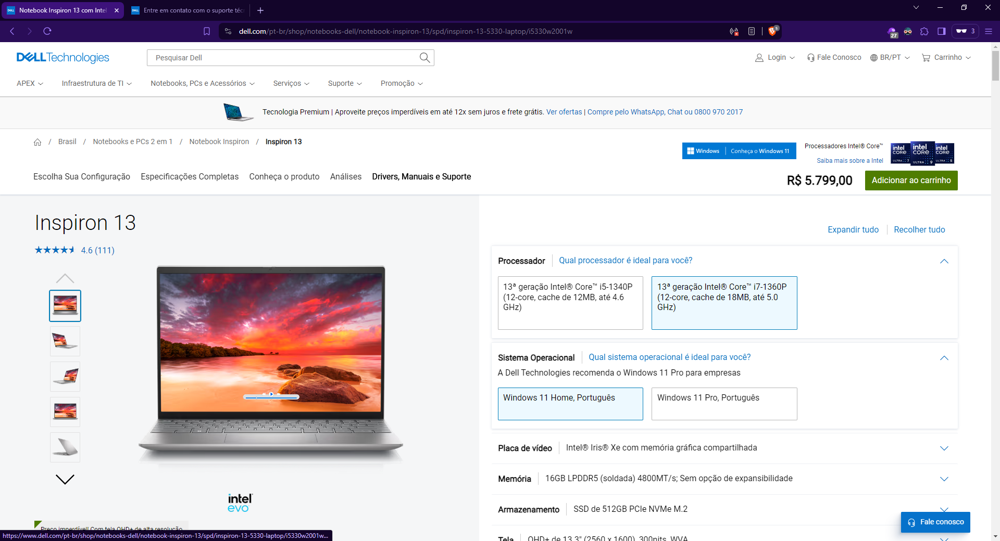 Notebook Inspiron 13 com Intel
Entre em contato com o suporte téc
dell.com/pt-br/shop/notebooks-dell/notebook-inspiron-13/spd/inspiron-13-5330-laptop/i5330w2001w
5
27
3
DELL Technologies
Pesquisar Dell
Login
Fale Conosco
BR/PT
Carrinho
APEX
Infraestrutura de TI
Notebooks, PCs e Acessórios
Serviços
Suporte
Promoção
Tecnologia Premium | Aproveite preços imperdíveis em até 12x sem juros e frete grátis. Ver ofertas | Compre pelo WhatsApp, Chat ou 0800 970 2017
/ Brasil / Notebooks e PCs 2 em 1 / Notebook Inspiron / Inspiron 13
Windows | Conheça o Windows 11
Processadores Intel® Core™
Saiba mais sobre a Intel
intel CORE ULTRA 7
intel CORE ULTRA 9
intel CORE ULTRA 5
Escolha Sua Configuração
Especificações Completas
Conheça o produto
Análises
Drivers, Manuais e Suporte
R$ 5.799,00
Adicionar ao carrinho
Inspiron 13
4.6 (111)
intel
evo
Preço imperdível! Com tela QHD+ de alta resolução
https://www.dell.com/pt-br/shop/notebooks-dell/notebook-inspiron-13/spd/inspiron-13-5330-laptop/i5330w2001w...
Expandir tudo
Recolher tudo
Processador
Qual processador é ideal para você?
13ª geração Intel® Core™ i5-1340P
(12-core, cache de 12MB, até 4.6
GHz)
13ª geração Intel® Core™ i7-1360P
(12-core, cache de 18MB, até 5.0
GHz)
Sistema Operacional
Qual sistema operacional é ideal para você?
A Dell Technologies recomenda o Windows 11 Pro para empresas
Windows 11 Home, Português
Windows 11 Pro, Português
Placa de vídeo
Intel® Iris® Xe com memória gráfica compartilhada
Memória
16GB LPDDR5 (soldada) 4800MT/s; Sem opção de expansibilidade
Armazenamento
SSD de 512GB PCIe NVMe M.2
Fale conosco
Tela
QHD+ de 13.3" (2560 x 1600), 300nits, WVA